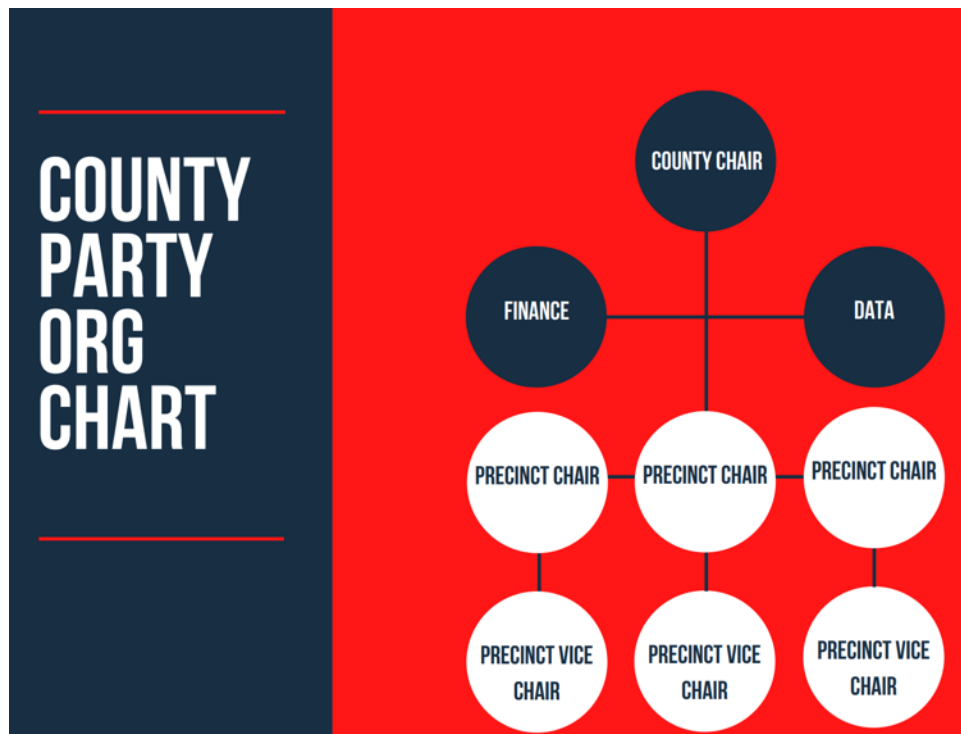 COUNTY
PARTY
ORG
CHART
COUNTY CHAIR
FINANCE
DATA
PRECINCT CHAIR
PRECINCT CHAIR
PRECINCT CHAIR
PRECINCT VICE
CHAIR
PRECINCT VICE
CHAIR
PRECINCT VICE
CHAIR